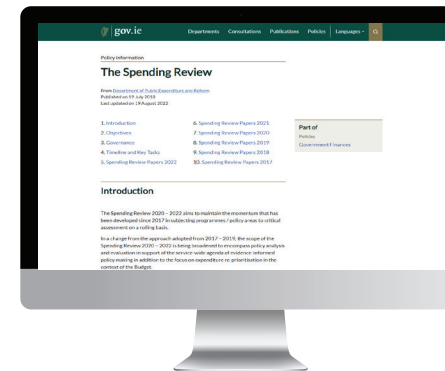 gov.ie
Departments Consultations Publications Policies Languages
Policy Information
The Spending Review
From Department of Public Expenditure and Reform
Published on 19 July 2018
Last updated on 19 August 2022
1. Introduction
2. Objectives
3. Governance
4. Timeline and Key Tasks
5. Spending Review Papers 2022
6. Spending Review Papers 2021
7. Spending Review Papers 2020
8. Spending Review Papers 2019
9. Spending Review Papers 2018
10. Spending Review Papers 2017
Part of
Policies
Government Finances
Introduction
The Spending Review 2020 – 2022 aims to maintain the momentum that has
been developed since 2017 in subjecting programmes / policy areas to critical
assessment on a rolling basis.
In a change from the approach adopted from 2017 – 2019, the scope of the
Spending Review 2020 – 2022 is being broadened to encompass policy analysis
and evaluation in support of the service-wide agenda of evidence informed
policy making in addition to the focus on expenditure re-prioritisation in the
context of the Budget.